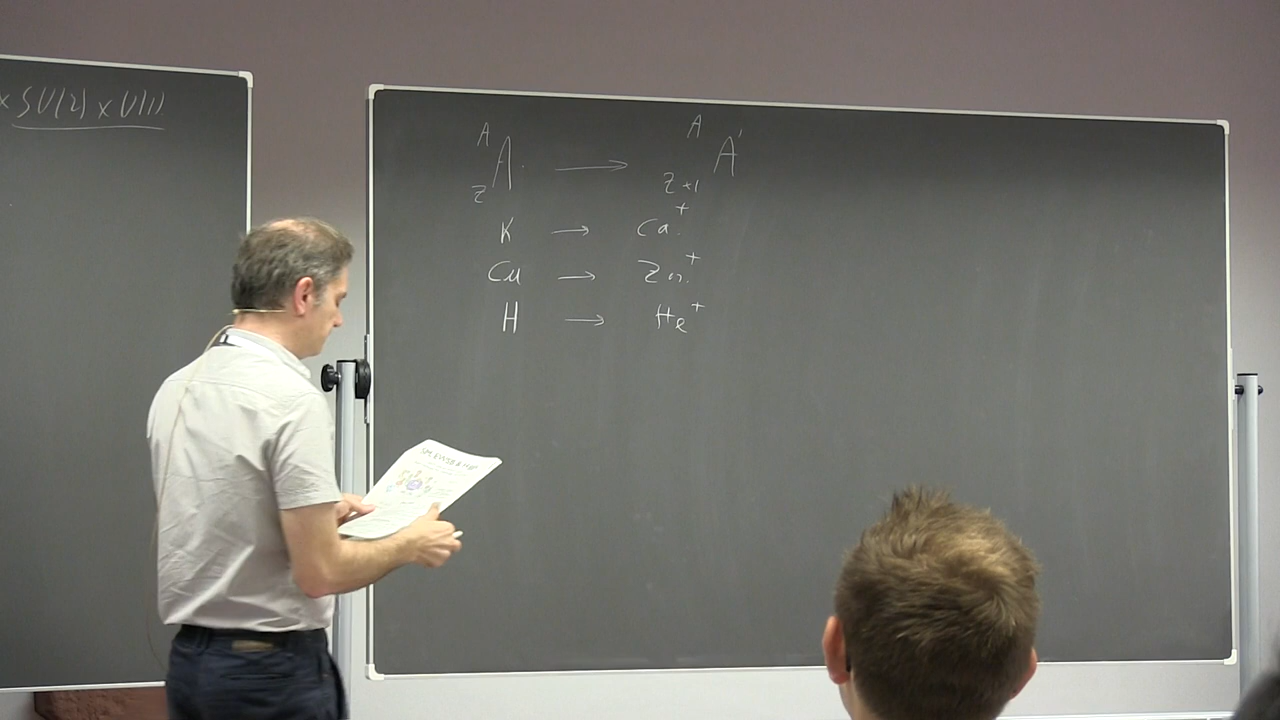 × SU(2) × U(1)
A A
Z A → Z+1 A'
K → Ca⁺
Cu → Zn⁺
H → He⁺